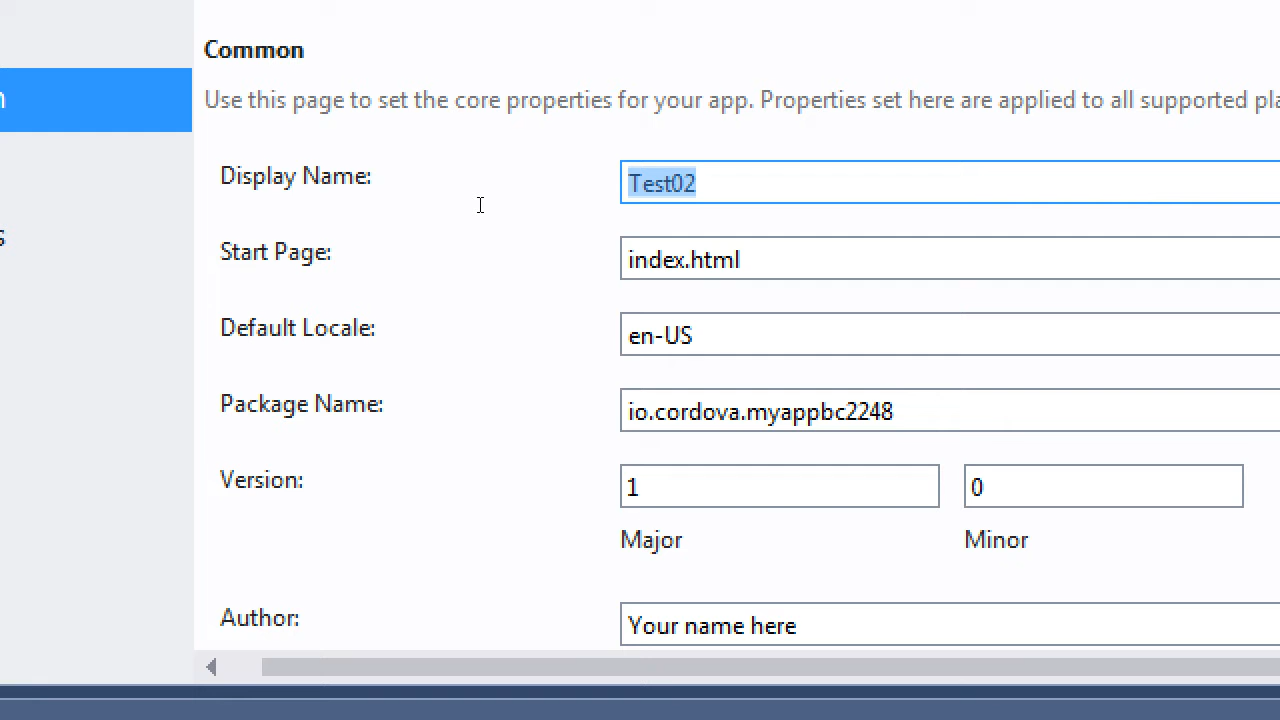 Common
Use this page to set the core properties for your app. Properties set here are applied to all supported
Display Name: Test02
Start Page: index.html
Default Locale: en-US
Package Name: io.cordova.myappbc2248
Version: 1 0
Major Minor
Author: Your name here